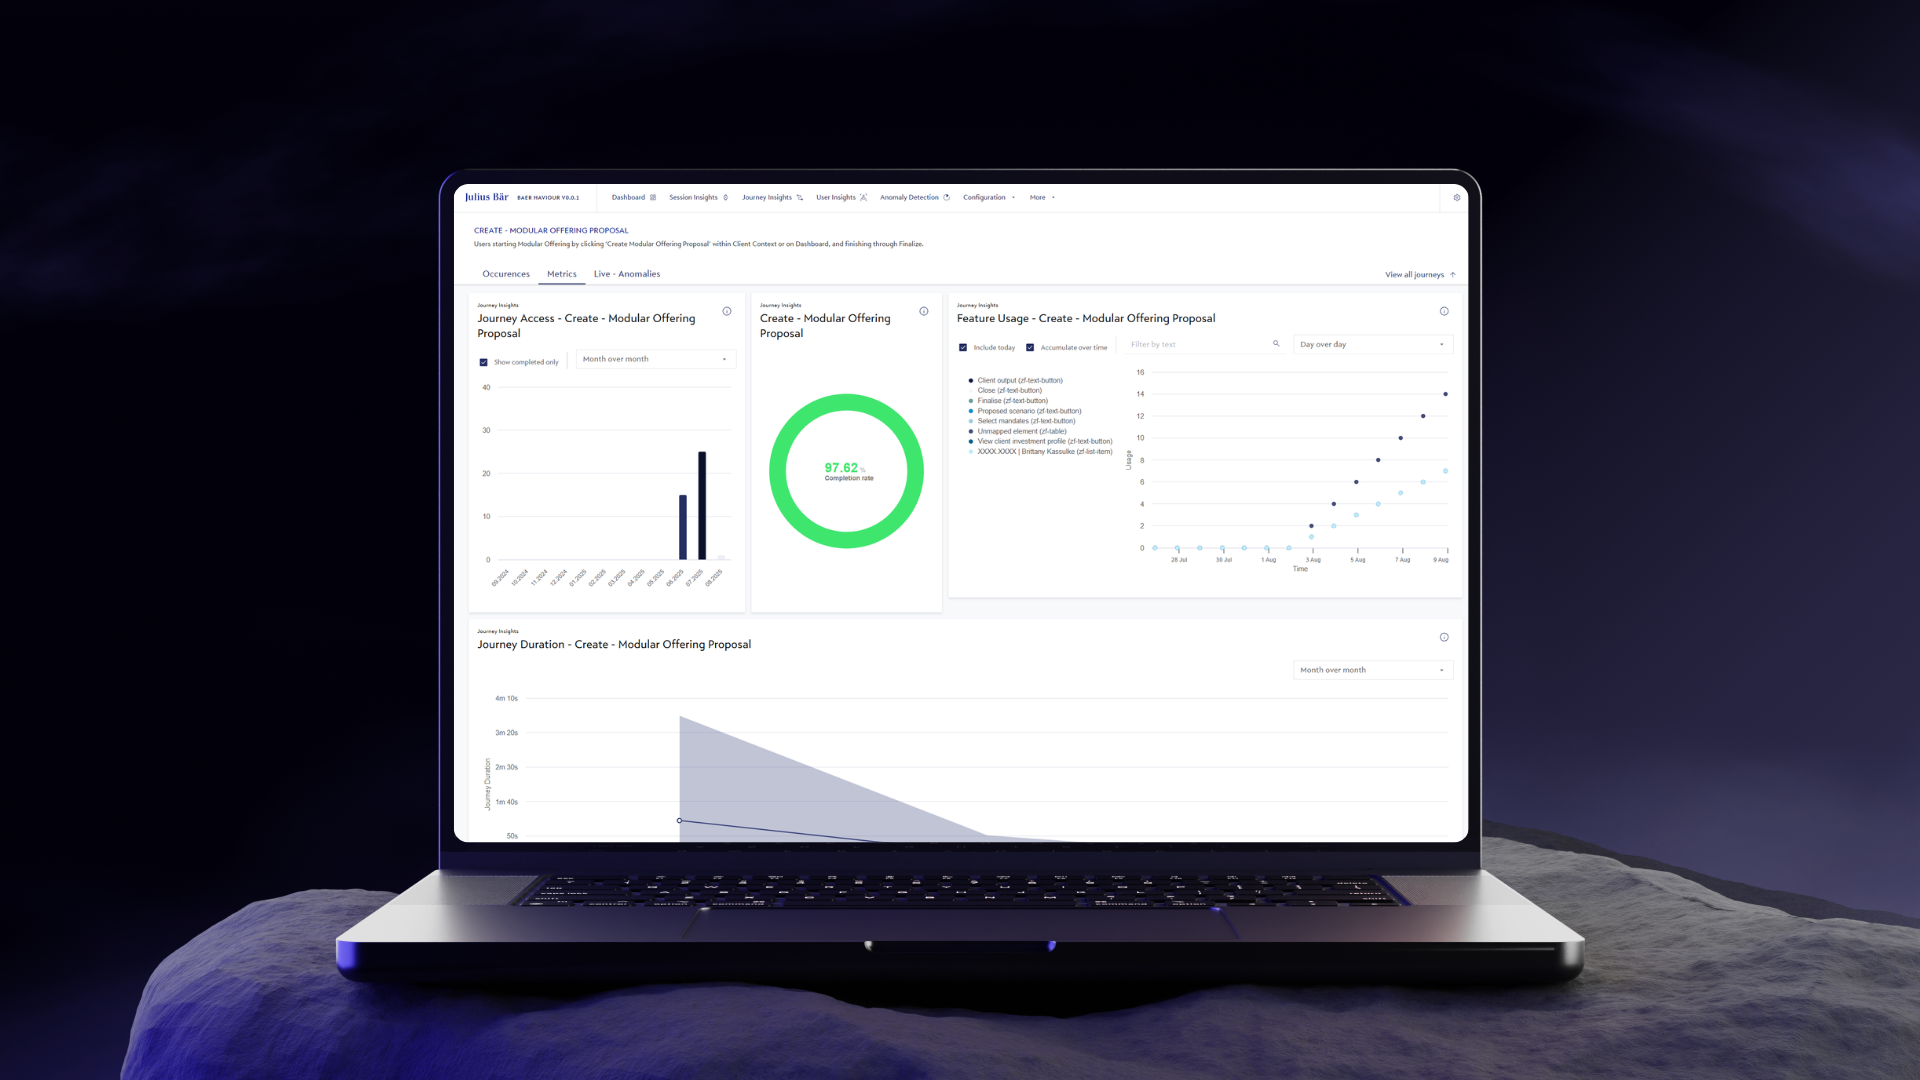 Julius Bär BAER HAVIOUR V0.0.1 Dashboard Session Insights Journey Insights User Insights Anomaly Detection Configuration More
CREATE - MODULAR OFFERING PROPOSAL
Users starting Modular Offering by clicking 'Create Modular Offering Proposal' within Client Context or on Dashboard, and finishing through Finalize.
Occurences Metrics Live - Anomalies View all journeys
Journey Insights
Journey Access - Create - Modular Offering
Proposal
Show completed only Month over month
40
30
20
10
0
09.2024 10.2024 11.2024 12.2024 01.2025 02.2025 03.2025 04.2025 05.2025 06.2025 07.2025 08.2025
Journey Insights
Create - Modular Offering
Proposal
97.62 %
Completion rate
Journey Insights
Feature Usage - Create - Modular Offering Proposal
Include today Accumulate over time Filter by text Day over day
Client output (zf-text-button)
Close (zf-text-button)
Finalise (zf-text-button)
Proposed scenario (zf-text-button)
Select mandates (zf-text-button)
Unmapped element (zf-table)
View client investment profile (zf-text-button)
XXXX.XXXX | Brittany Kassulke (zf-list-item)
Usage
16
14
12
10
8
6
4
2
0
28 Jul 30 Jul 1 Aug 3 Aug 5 Aug 7 Aug 9 Aug
Time
Journey Insights
Journey Duration - Create - Modular Offering Proposal
Month over month
Journey Duration
4m 10s
3m 20s
2m 30s
1m 40s
50s